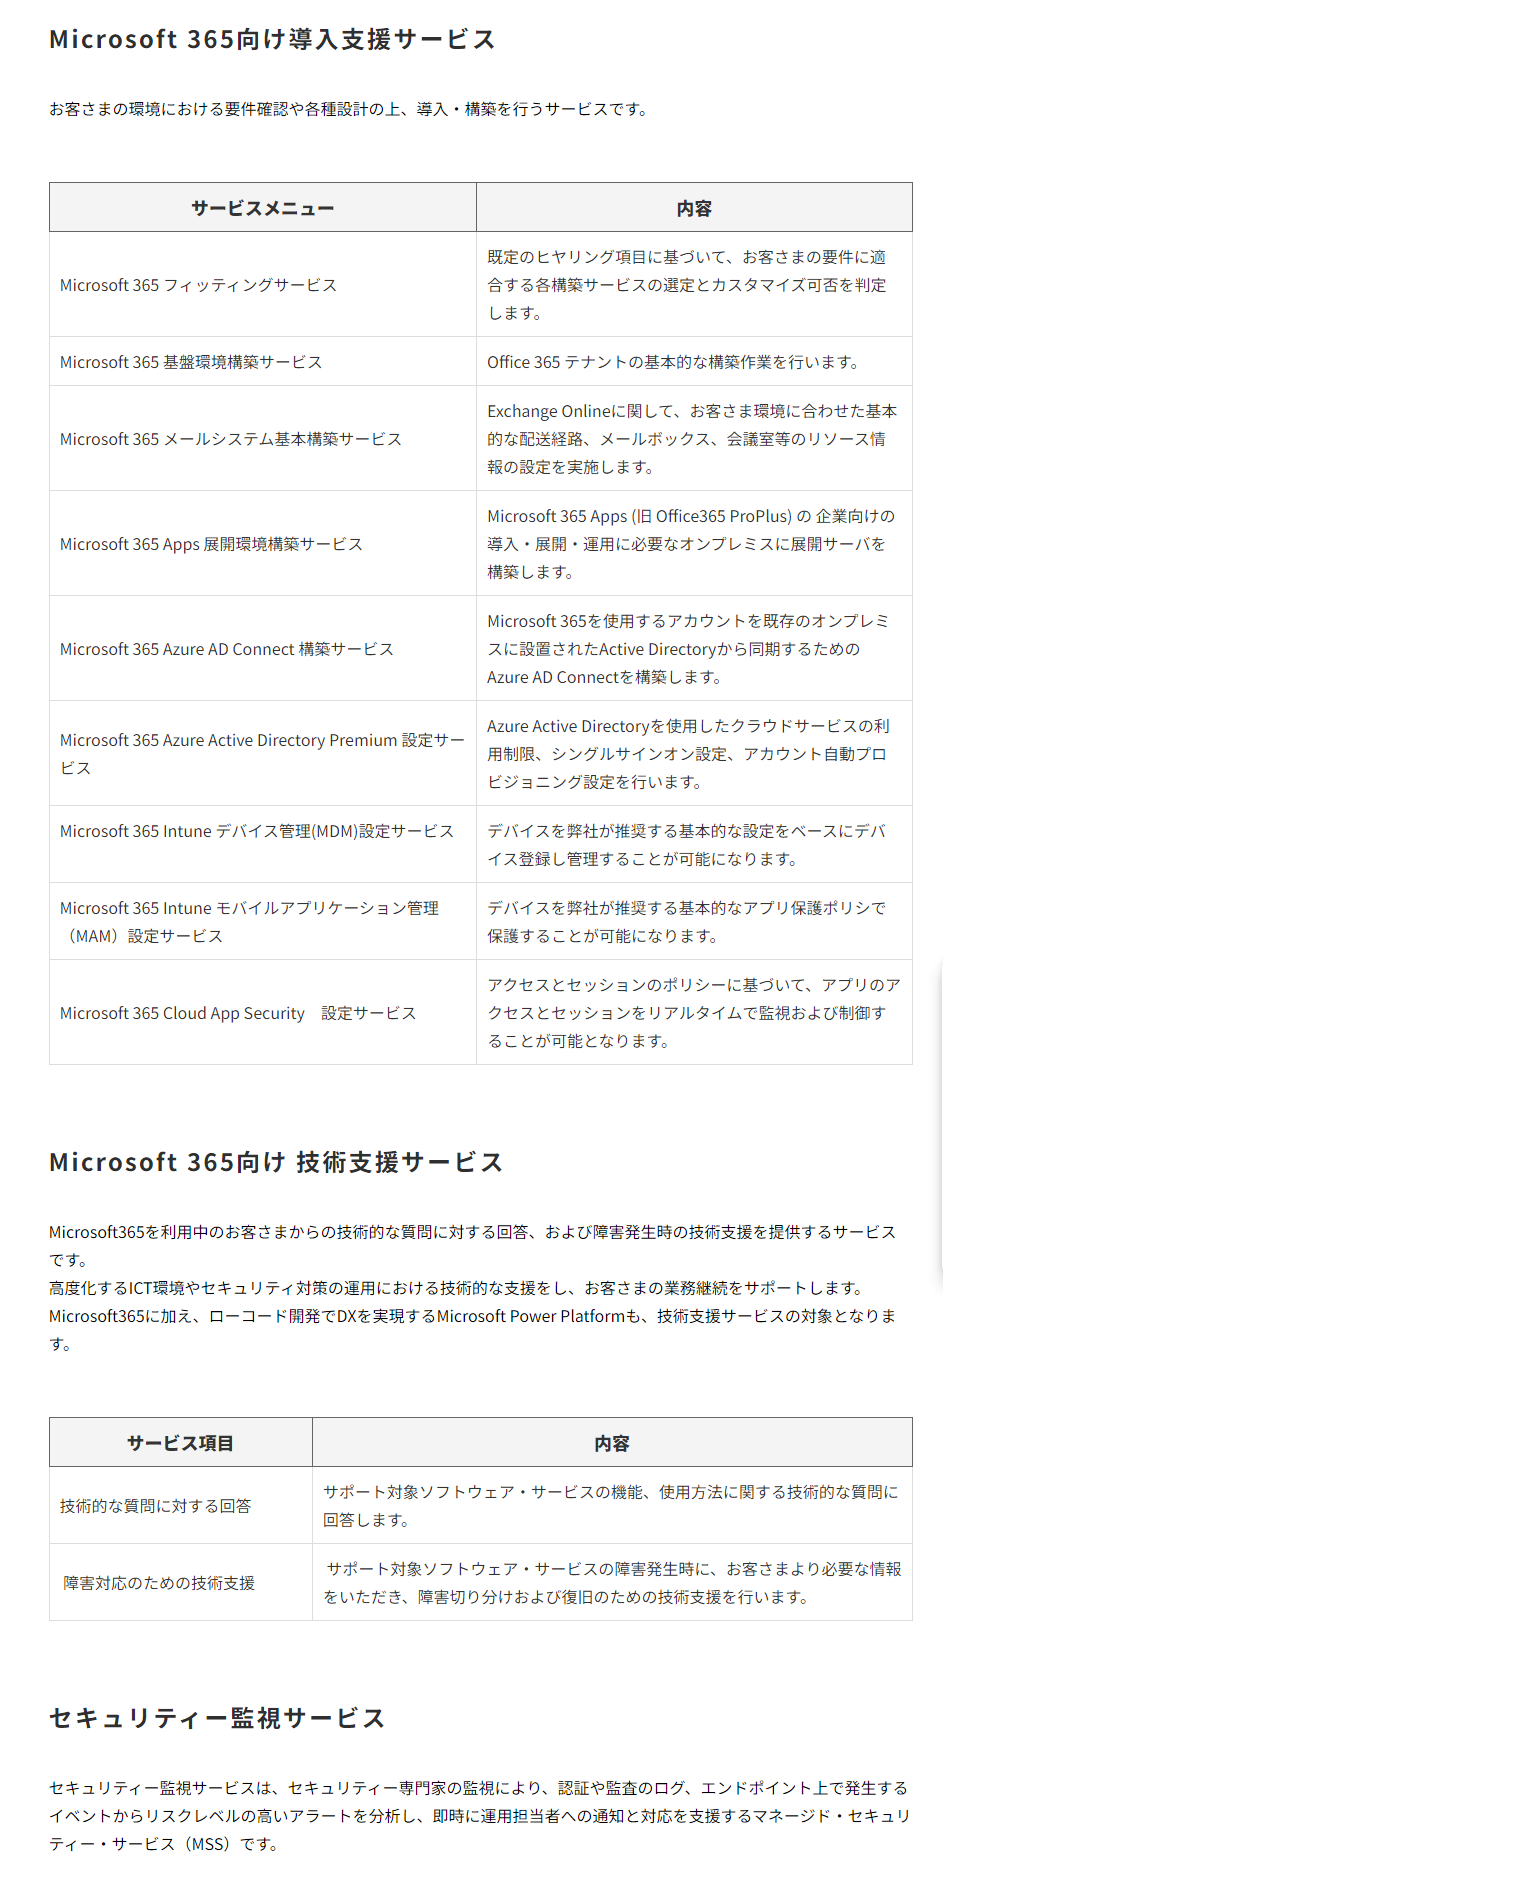 Microsoft 365向け導入支援サービス
お客さまの環境における要件確認や各種設計の上、導入・構築を行うサービスです。
サービスメニュー
内容
Microsoft 365 フィッティングサービス
既定のヒヤリング項目に基づいて、お客さまの要件に適
合する各構築サービスの選定とカスタマイズ可否を判定
します。
Microsoft 365 基盤環境構築サービス
Office 365 テナントの基本的な構築作業を行います。
Microsoft 365 メールシステム基本構築サービス
Exchange Onlineに関して、お客さま環境に合わせた基本
的な配送経路、メールボックス、会議室等のリソース情
報の設定を実施します。
Microsoft 365 Apps 展開環境構築サービス
Microsoft 365 Apps (旧 Office365 ProPlus) の 企業向けの
導入・展開・運用に必要なオンプレミスに展開サーバを
構築します。
Microsoft 365 Azure AD Connect 構築サービス
Microsoft 365を使用するアカウントを既存のオンプレミ
スに設置されたActive Directoryから同期するための
Azure AD Connectを構築します。
Microsoft 365 Azure Active Directory Premium 設定サー
ビス
Azure Active Directoryを使用したクラウドサービスの利
用制限、シングルサインオン設定、アカウント自動プロ
ビジョニング設定を行います。
Microsoft 365 Intune デバイス管理(MDM)設定サービス
デバイスを弊社が推奨する基本的な設定をベースにデバ
イス登録し管理することが可能になります。
Microsoft 365 Intune モバイルアプリケーション管理
（MAM）設定サービス
デバイスを弊社が推奨する基本的なアプリ保護ポリシで
保護することが可能になります。
Microsoft 365 Cloud App Security　設定サービス
アクセスとセッションのポリシーに基づいて、アプリのア
クセスとセッションをリアルタイムで監視および制御す
ることが可能となります。
Microsoft 365向け 技術支援サービス
Microsoft365を利用中のお客さまからの技術的な質問に対する回答、および障害発生時の技術支援を提供するサービス
です。
高度化するICT環境やセキュリティ対策の運用における技術的な支援をし、お客さまの業務継続をサポートします。
Microsoft365に加え、ローコード開発でDXを実現するMicrosoft Power Platformも、技術支援サービスの対象となりま
す。
サービス項目
内容
技術的な質問に対する回答
サポート対象ソフトウェア・サービスの機能、使用方法に関する技術的な質問に
回答します。
障害対応のための技術支援
サポート対象ソフトウェア・サービスの障害発生時に、お客さまより必要な情報
をいただき、障害切り分けおよび復旧のための技術支援を行います。
セキュリティー監視サービス
セキュリティー監視サービスは、セキュリティー専門家の監視により、認証や監査のログ、エンドポイント上で発生する
イベントからリスクレベルの高いアラートを分析し、即時に運用担当者への通知と対応を支援するマネージド・セキュリ
ティー・サービス（MSS）です。